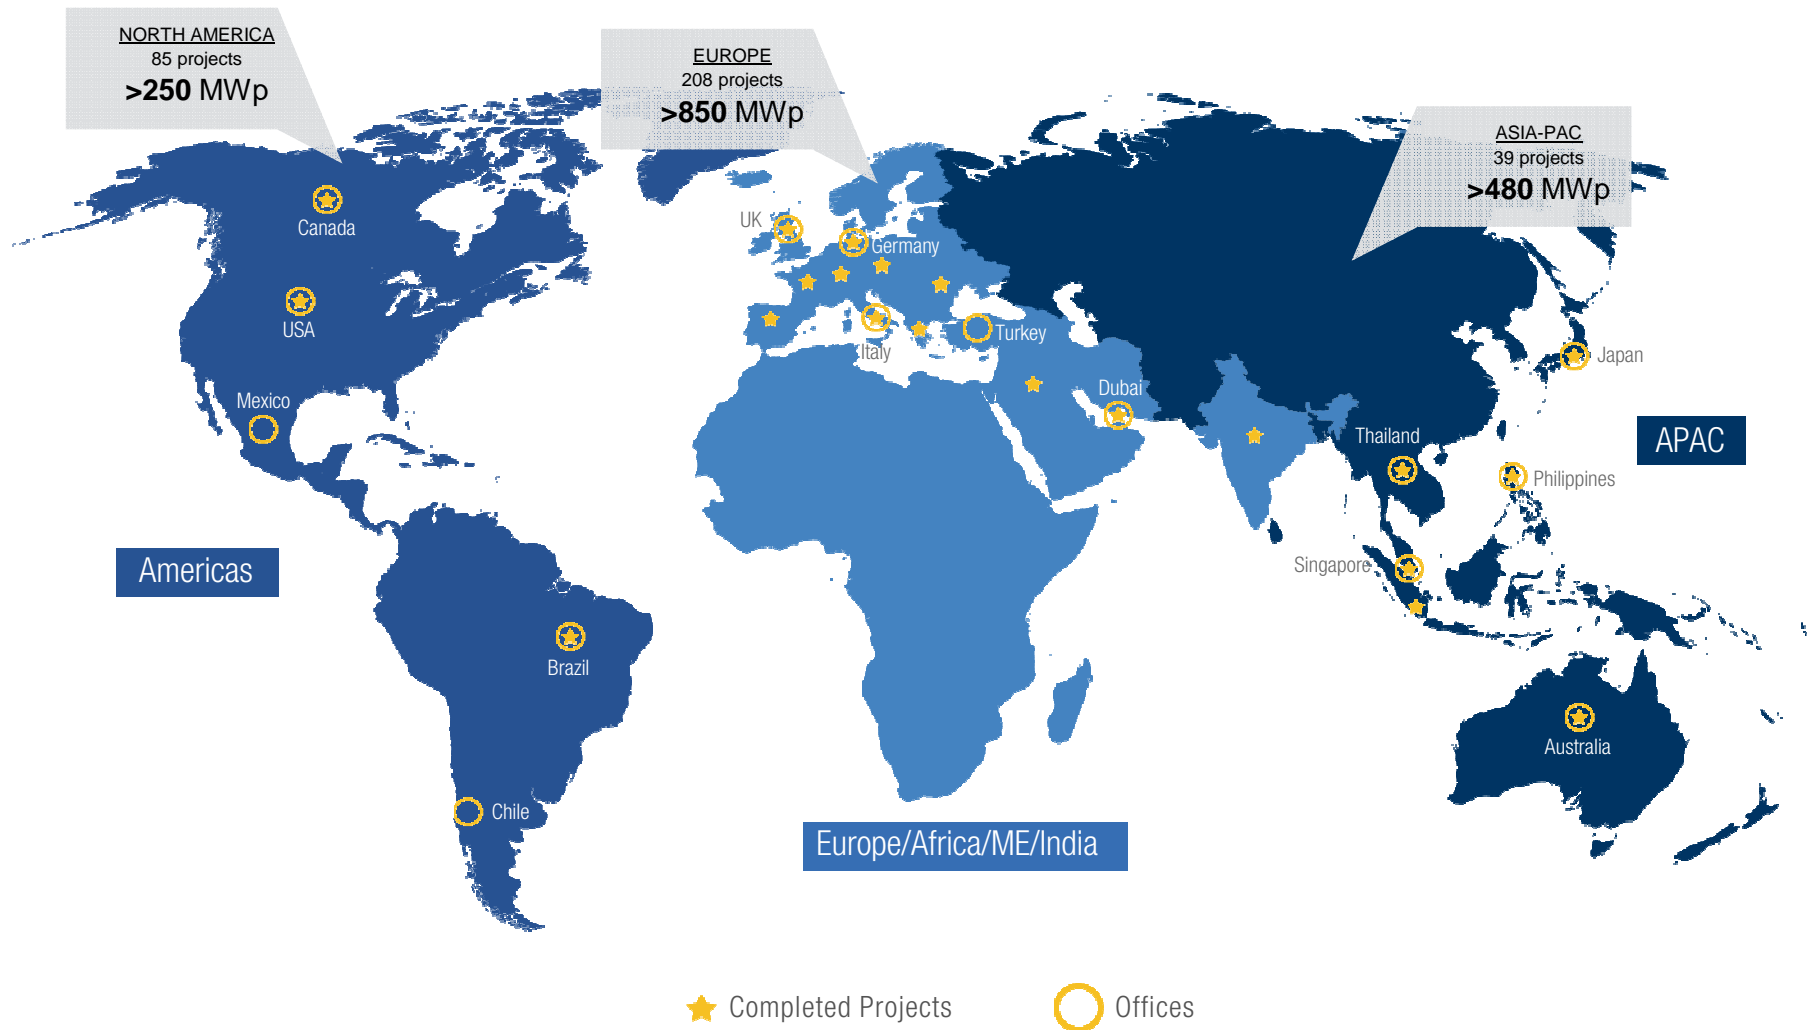 NORTH AMERICA
85 projects
>250 MWp
EUROPE
208 projects
>850 MWp
ASIA-PAC
39 projects
>480 MWp
Canada
UK
Germany
USA
Italy
Turkey
Japan
Mexico
Dubai
Thailand
APAC
Philippines
Singapore
Americas
Brazil
Australia
Chile
Europe/Africa/ME/India
Completed Projects
Offices